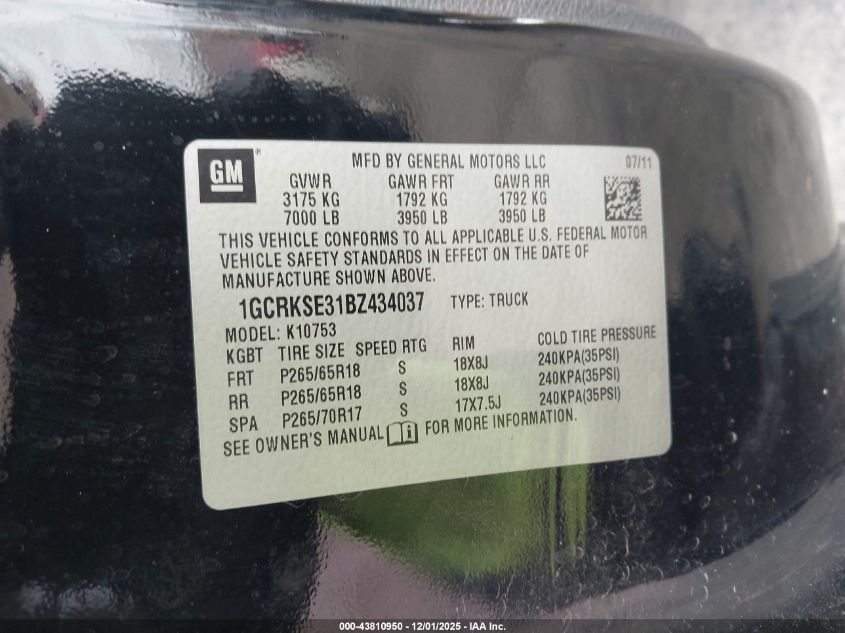 GM ®
MFD BY GENERAL MOTORS LLC 07/11
GVWR GAWR FRT GAWR RR
3175 KG 1792 KG 1792 KG
7000 LB 3950 LB 3950 LB
THIS VEHICLE CONFORMS TO ALL APPLICABLE U.S. FEDERAL MOTOR
VEHICLE SAFETY STANDARDS IN EFFECT ON THE DATE OF
MANUFACTURE SHOWN ABOVE.
1GCRKSE31BZ434037 TYPE: TRUCK
MODEL: K10753
KGBT TIRE SIZE SPEED RTG RIM COLD TIRE PRESSURE
FRT P265/65R18 S 18X8J 240KPA(35PSI)
RR P265/65R18 S 18X8J 240KPA(35PSI)
SPA P265/70R17 S 17X7.5J 240KPA(35PSI)
SEE OWNER'S MANUAL FOR MORE INFORMATION.
000-43810950 - 12/01/2025 - IAA Inc.